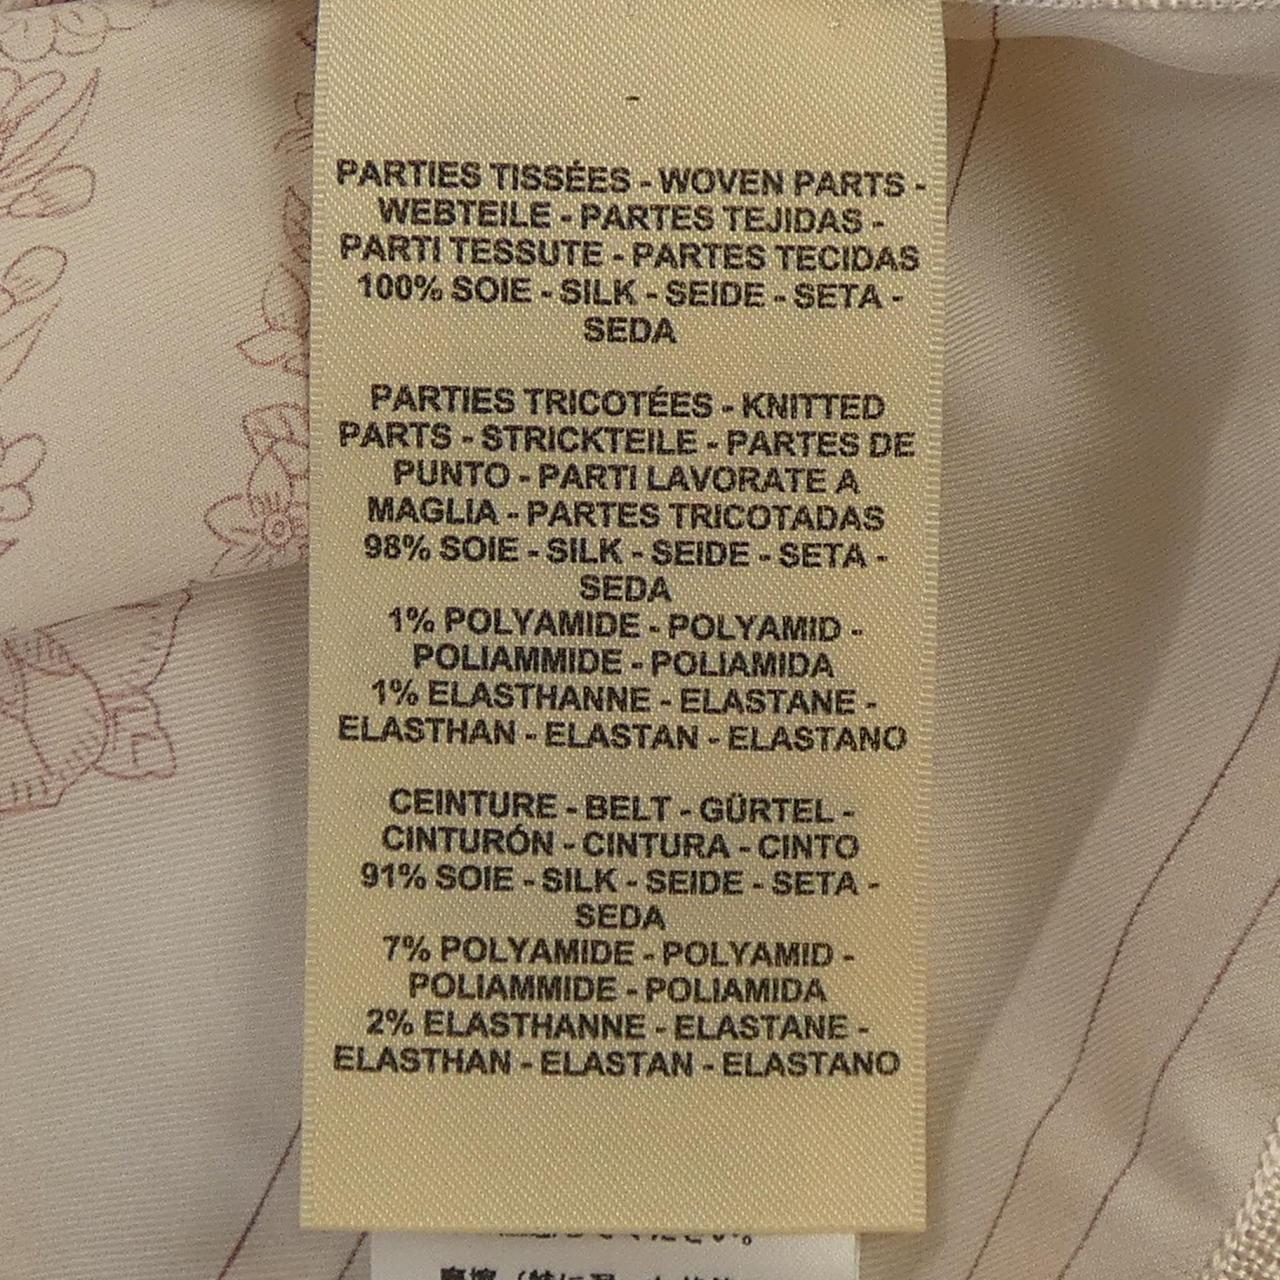 -
PARTIES TISSÉES - WOVEN PARTS -
WEBTEILE - PARTES TEJIDAS -
PARTI TESSUTE - PARTES TECIDAS
100% SOIE - SILK - SEIDE - SETA -
SEDA
PARTIES TRICOTÉES - KNITTED
PARTS - STRICKTEILE - PARTES DE
PUNTO - PARTI LAVORATE A
MAGLIA - PARTES TRICOTADAS
98% SOIE - SILK - SEIDE - SETA -
SEDA
1% POLYAMIDE - POLYAMID -
POLIAMMIDE - POLIAMIDA
1% ELASTHANNE - ELASTANE -
ELASTHAN - ELASTAN - ELASTANO
CEINTURE - BELT - GÜRTEL -
CINTURÓN - CINTURA - CINTO
91% SOIE - SILK - SEIDE - SETA -
SEDA
7% POLYAMIDE - POLYAMID -
POLIAMMIDE - POLIAMIDA
2% ELASTHANNE - ELASTANE -
ELASTHAN - ELASTAN - ELASTANO